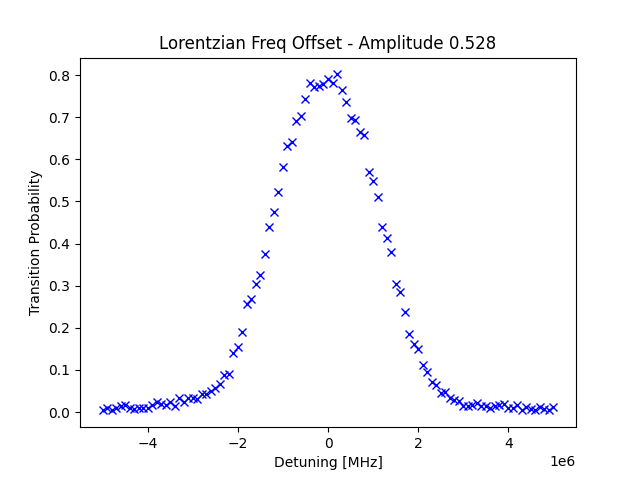 Lorentzian Freq Offset - Amplitude 0.528
Transition Probability
0.8
0.7
0.6
0.5
0.4
0.3
0.2
0.1
0.0
−4 −2 0 2 4
1e6
Detuning [MHz]